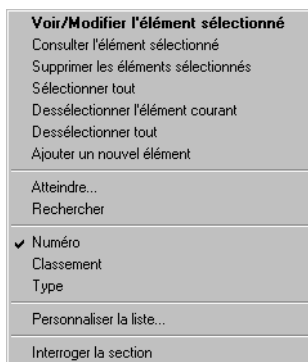 Voir/Modifier l'élément sélectionné
Consulter l'élément sélectionné
Supprimer les éléments sélectionnés
Sélectionner tout
Dessélectionner l'élément courant
Dessélectionner tout
Ajouter un nouvel élément
Atteindre...
Rechercher
Numéro
Classement
Type
Personnaliser la liste...
Interroger la section